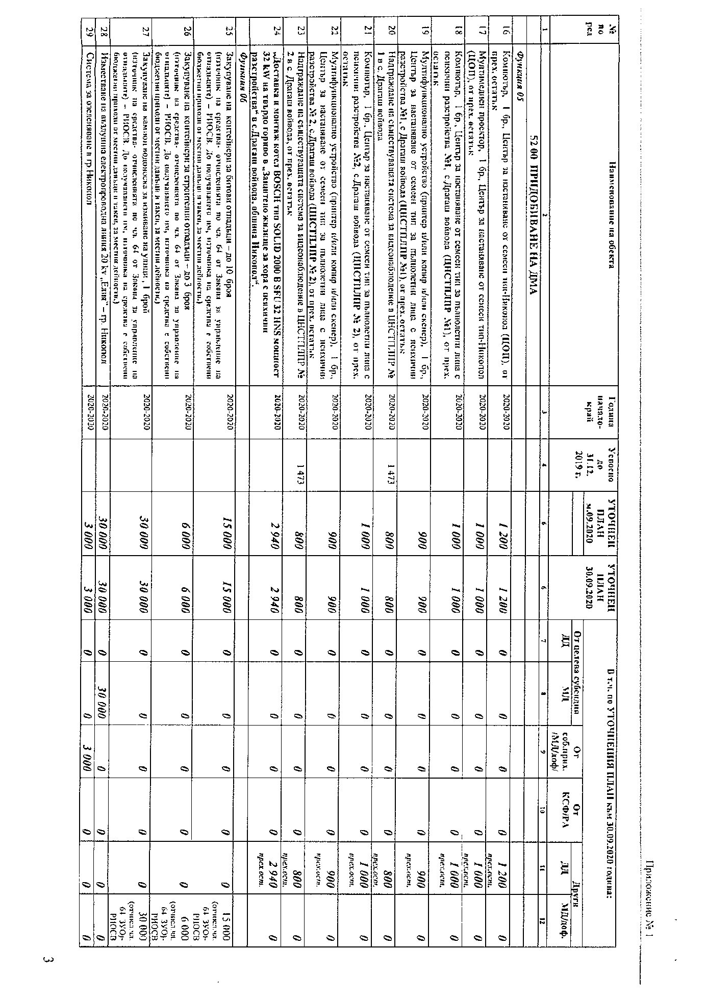 Приложение № 1
№ по ред
Наименование на обекта
Година начало-край
Усвоено до 31.12. 2019 г.
УТОЧНЕН ПЛАН м.09.2020
УТОЧНЕН ПЛАН 30.09.2020
В т.ч. по УТОЧНЕНИЯ ПЛАН към 30.09.2020 година:
От целева субсидия
От соб.прих. /МД/доф/
От КСФ/РА
Други
ДД МД ДД МД/доф.
1 2 3 4 6 6 7 8 9 10 11 12
52 00 ПРИДОБИВАНЕ НА ДМА
Функция 05
16 Компютър, 1 бр., Център за настаняване от семеен тип-Никопол (ЦОП), от
прех. остатък
2020-2020 1 200 1 200 0 0 0 0 1 200 прех.ост. 0
17 Мултимедиен проектор, 1 бр., Център за настаняване от семеен тип-Никопол
(ЦОП), от прех. остатък
2020-2020 1 000 1 000 0 0 0 0 1 000 прех.ост. 0
18 Компютър, 1 бр., Център за настаняване от семеен тип за пълнолетни лица с
психични разстройства №1, с.Драгаш войвода (ЦНСТПЛПР №1), от прех.
остатък
2020-2020 1 000 1 000 0 0 0 0 1 000 прех.ост. 0
19 Мултифункционално устройство (принтер и/или копир и/или скенер), 1 бр.,
Център за настаняване от семеен тип за пълнолетни лица с психични
разстройства №1, с Драгаш войвода (ЦНСТПЛПР №1), от прех. остатък
2020-2020 900 900 0 0 0 0 900 прех.ост. 0
20 Надграждане на съществуващата система за видеонаблюдение в ЦНСТПЛПР №
1 в с. Драгаш войвода
2020-2020 1 473 800 800 0 0 0 0 800 прех.ост. 0
21 Компютър, 1 бр., Център за настаняване от семеен тип за пълнолетни лица с
психични разстройства №2, с.Драгаш войвода (ЦНСТПЛПР № 2), от прех.
остатък
2020-2020 1 000 1 000 0 0 0 0 1 000 прех.ост. 0
22 Мултифункционално устройство (принтер и/или копир и/или скенер), 1 бр.,
Център за настаняване от семеен тип за пълнолетни лица с психични
разстройства № 2, с.Драгаш войвода (ЦНСТПЛПР № 2), от прех. остатък
2020-2020 900 900 0 0 0 0 900 прех.ост. 0
23 Надграждане на съществуващата система за видеонаблюдение в ЦНСТПЛПР №
2 в с. Драгаш войвода, от прех. остатък
2020-2020 1 473 800 800 0 0 0 0 800 прех.ост. 0
24 „Доставка и монтаж котел BOSCH тип SOLID 2000 B SFU 32 HNS мощност
32 kW на твърдо гориво в „Защитено жилище за хора с психични
разстройства“ в с.Драгаш войвода, община Никопол“.
2020-2020 2 940 2 940 0 0 0 0 2 940 прех.ост. 0
Функция 06
25 Закупуване на контейнери за битови отпадъци – до 10 броя
(източник на средства- отчисленията по чл. 64 от Закона за управление на
отпадъците) – РИОСВ. До получаването им, източника на средства е собствени
бюджетни приходи от местни данъци и такси, за местни дейности.)
2020-2020 15 000 15 000 0 0 0 0 0 15 000 (отчисл.чл. 64 ЗУО)- РИОСВ
26 Закупуване на контейнери за строителни отпадъци – до 3 броя
(източник на средства- отчисленията по чл. 64 от Закона за управление на
отпадъците) – РИОСВ. До получаването им, източника на средства е собствени
бюджетни приходи от местни данъци и такси, за местни дейности.)
2020-2020 6 000 6 000 0 0 0 0 0 6 000 (отчисл.чл. 64 ЗУО)- РИОСВ
27 Закупуване на камион водоноска за измиване на улици, 1 брой
(източник на средства- отчисленията по чл. 64 от Закона за управление на
отпадъците) – РИОСВ. До получаването им, източника на средства е собствени
бюджетни приходи от местни данъци и такси, за местни дейности.)
2020-2020 30 000 30 000 0 0 0 0 0 30 000 (отчисл.чл. 64 ЗУО)- РИОСВ
28 Изместване на въздушна електропроводна линия 20 kv „Елия“ – гр. Никопол
2020-2020 30 000 30 000 0 30 000 0 0 0 0
29 Система за озеленяване в гр.Никопол
2020-2020 3 000 3 000 0 0 3 000 0 0 0
3